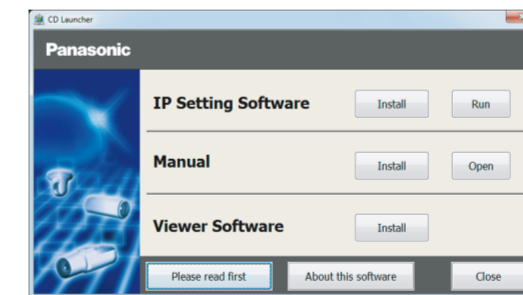 CD Launcher
Panasonic
IP Setting Software Install Run
Manual Install Open
Viewer Software Install
Please read first About this software Close